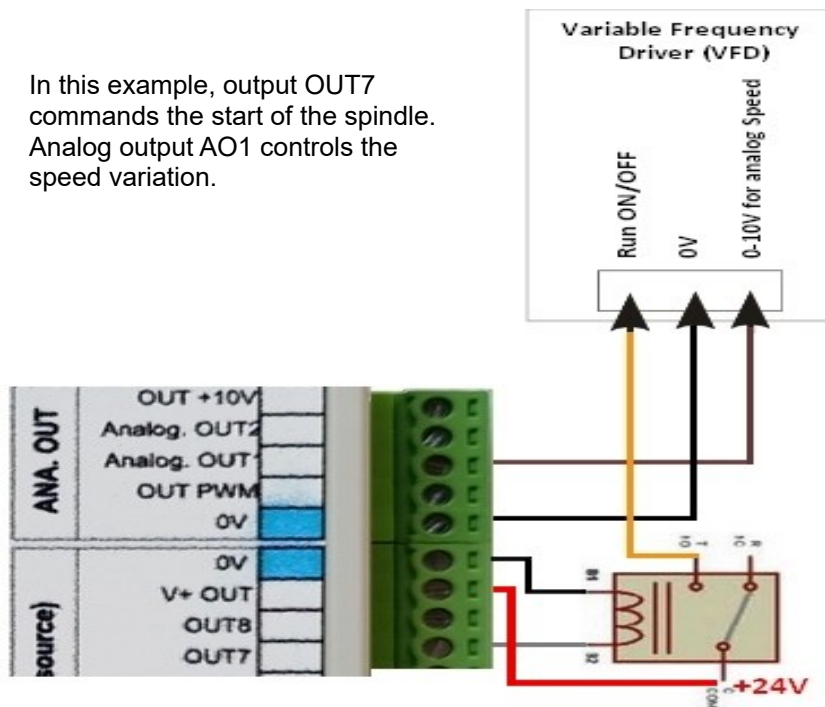 Variable Frequency
Driver (VFD)
In this example, output OUT7
commands the start of the spindle.
Analog output AO1 controls the
speed variation.
Run ON/OFF
0V
0-10V for analog Speed
ANA. OUT
OUT +10V
Analog. OUT2
Analog. OUT1
OUT PWM
0V
source)
0V
V+ OUT
OUT8
OUT7
B1
B2
+24V